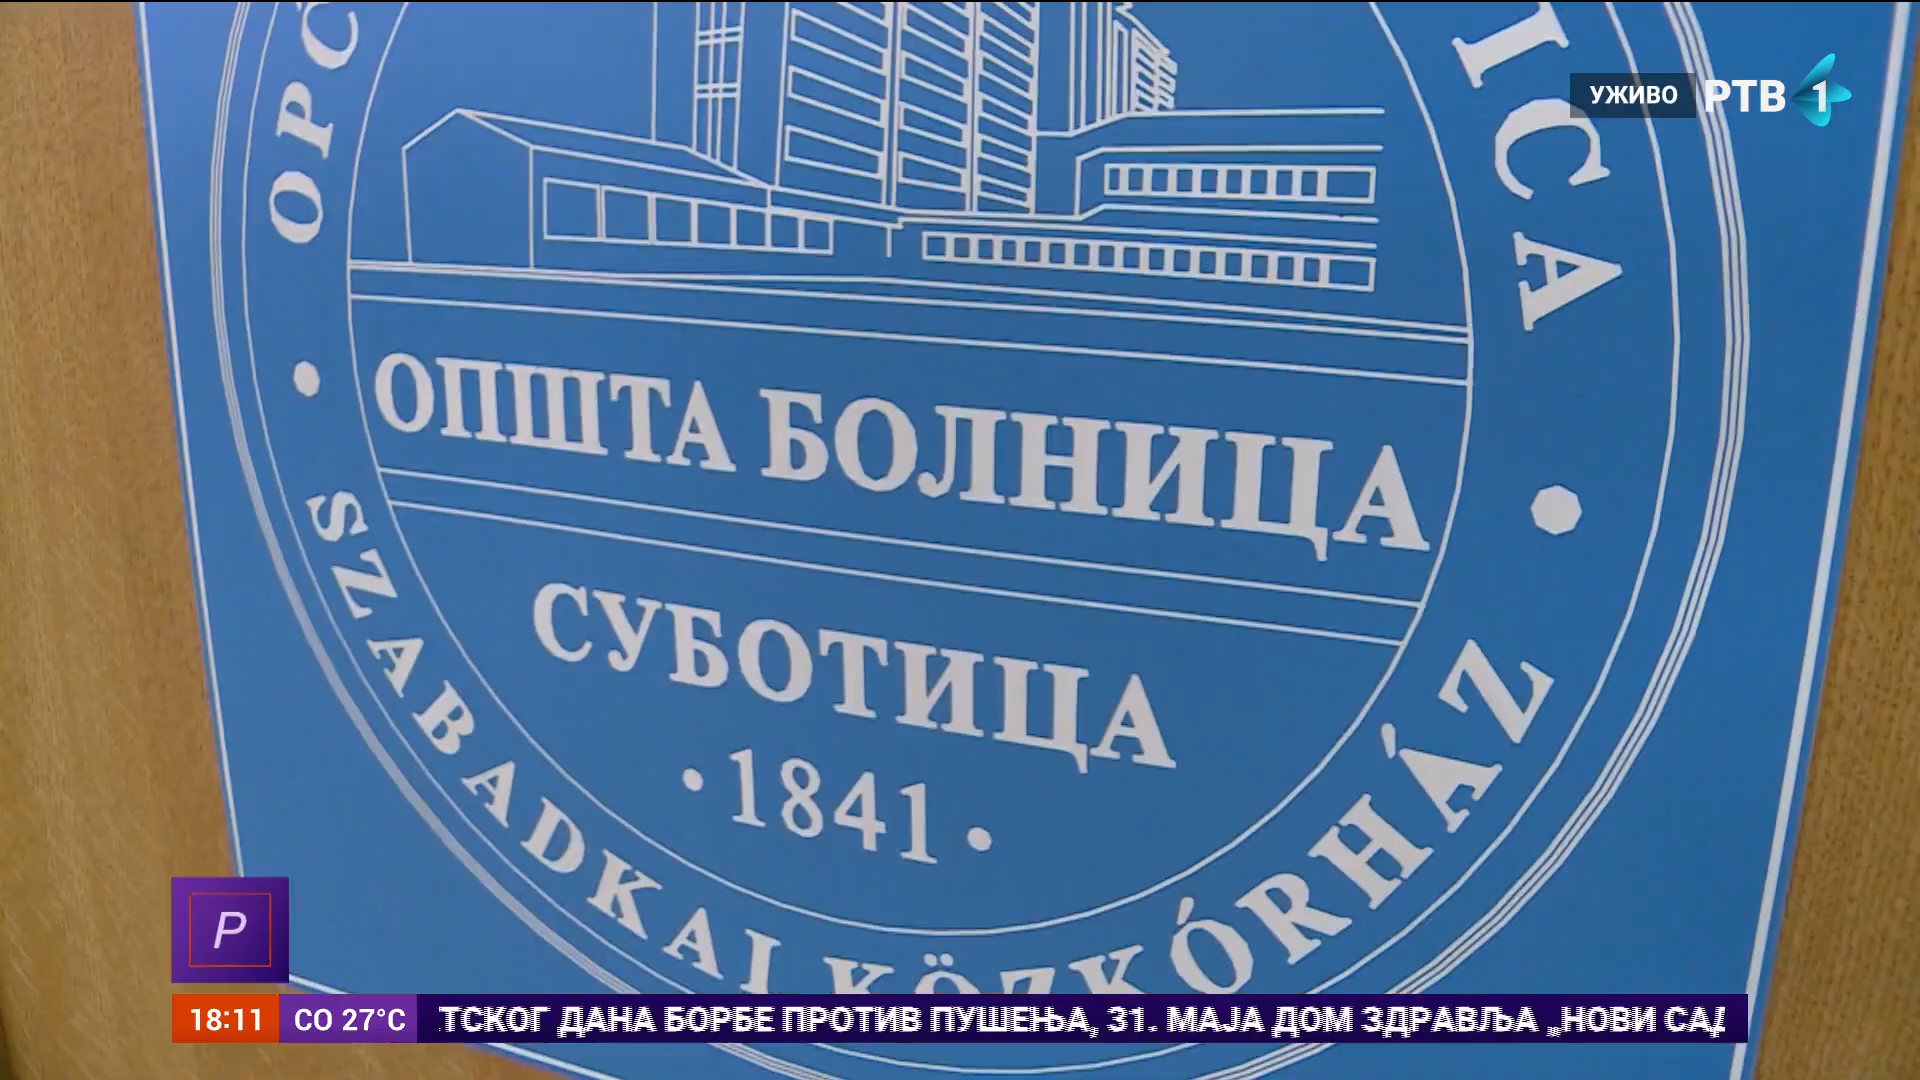 УЖИВО РТВ 1
OPĆ
ICA
ОПШТА БОЛНИЦА
СУБОТИЦА
·1841·
SZABADKAI KÖZKÓRHÁZ
P
18:11 СО 27°C ТСКОГ ДАНА БОРБЕ ПРОТИВ ПУШЕЊА, 31. МАЈА ДОМ ЗДРАВЉА „НОВИ САД